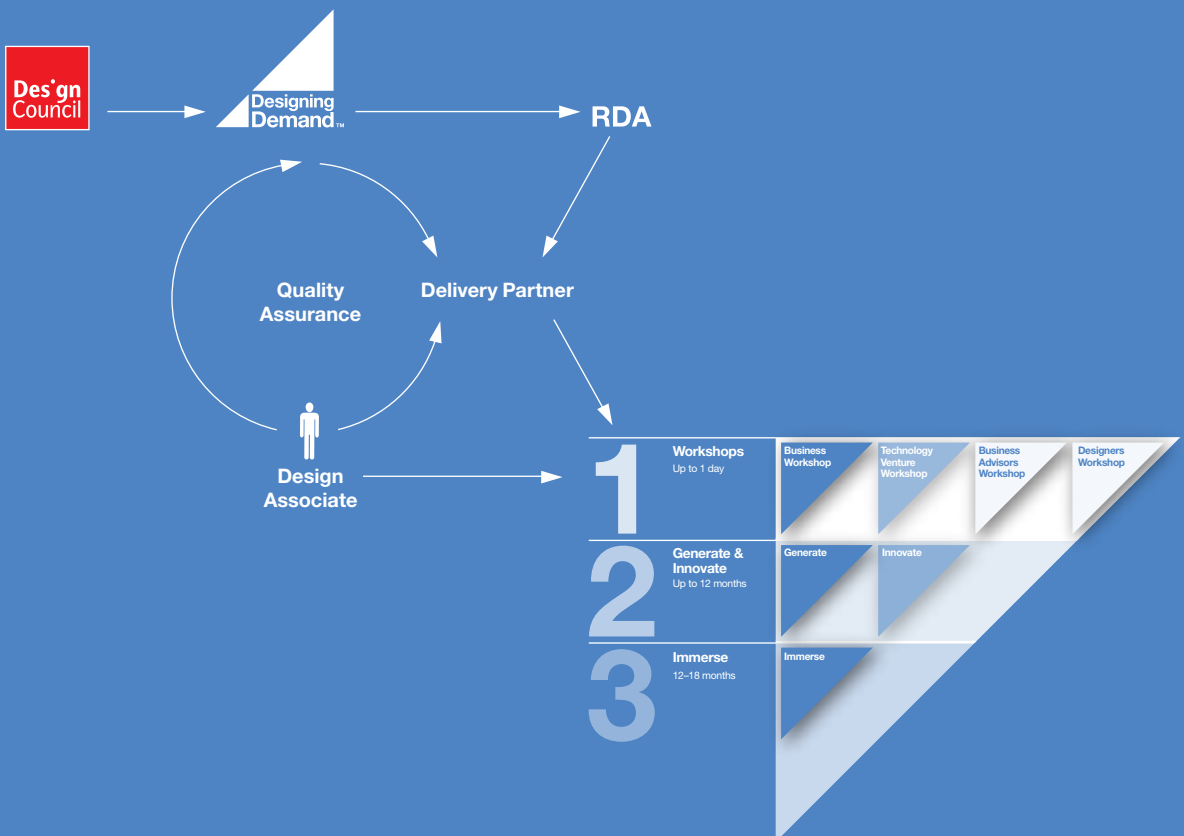 Des·gn
Council
Designing
Demand™
RDA
Quality
Assurance
Delivery Partner
Design
Associate
1
Workshops
Up to 1 day
Business
Workshop
Technology
Venture
Workshop
Business
Advisors
Workshop
Designers
Workshop
2
Generate &
Innovate
Up to 12 months
Generate
Innovate
3
Immerse
12–18 months
Immerse